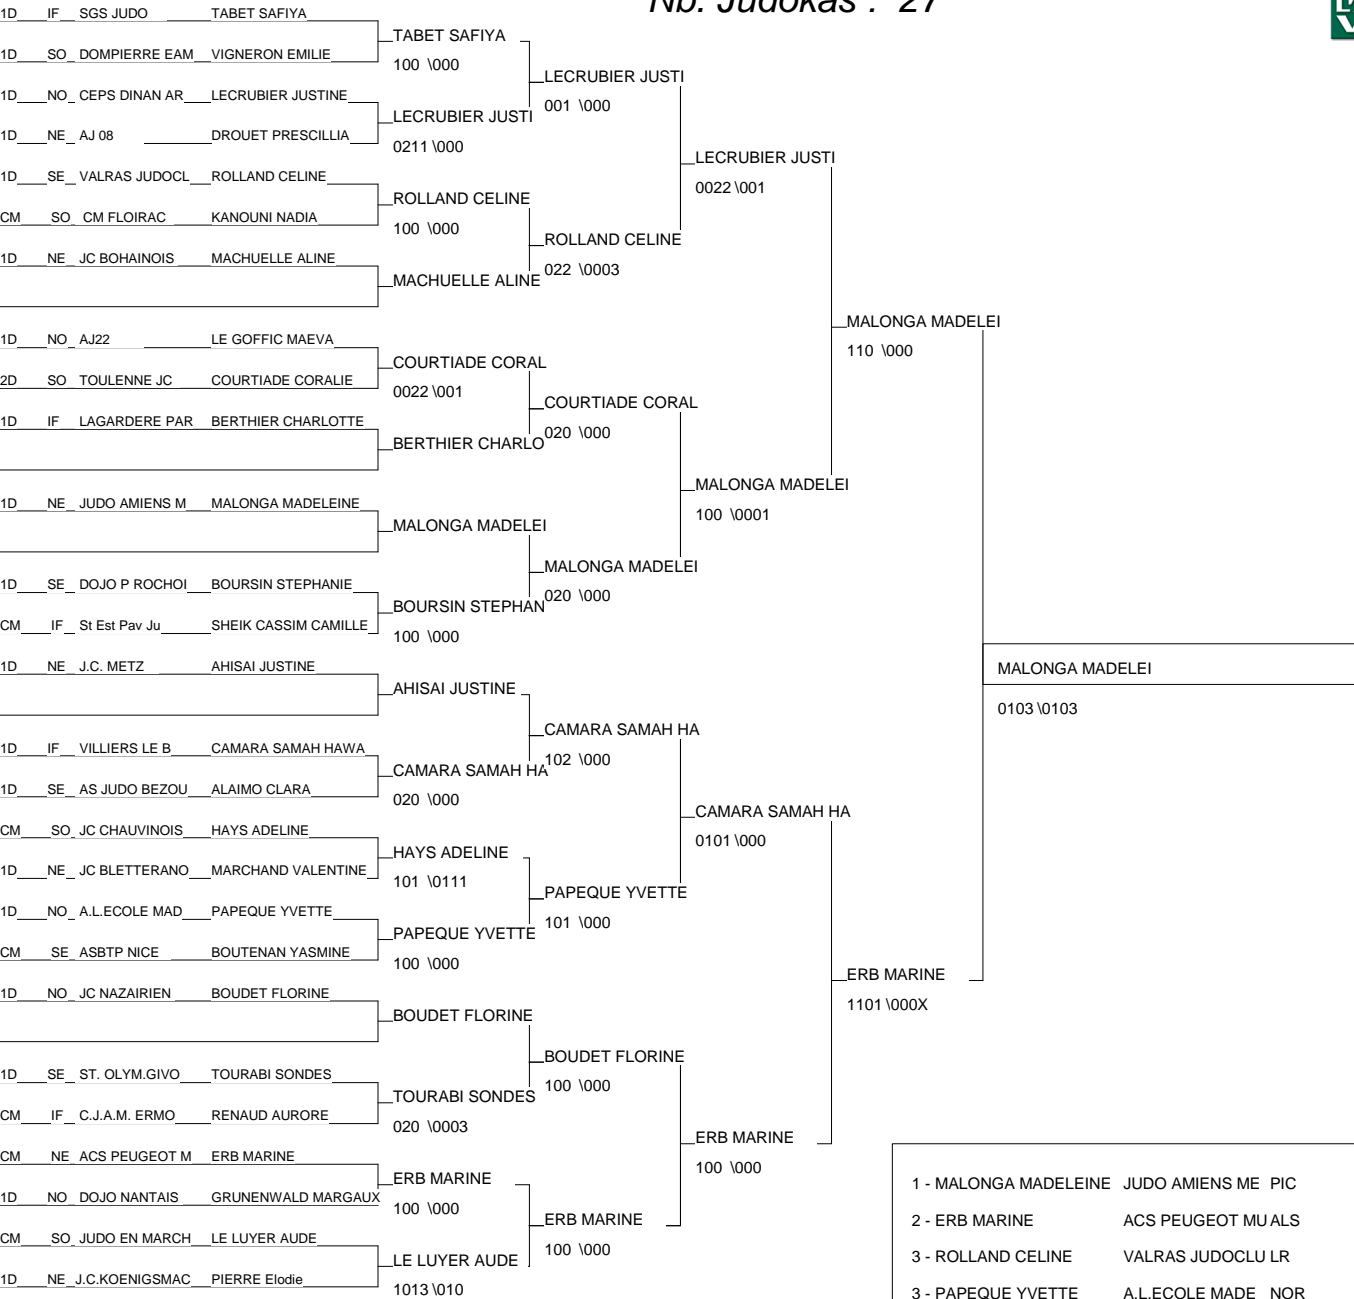 Nb. Judokas : 27
1D IF SGS JUDO TABET SAFIYA
TABET SAFIYA
1D SO DOMPIERRE EAM VIGNERON EMILIE
100 \000
LECRUBIER JUSTI
1D NO CEPS DINAN AR LECRUBIER JUSTINE
001 \000
LECRUBIER JUSTI
1D NE AJ 08 DROUET PRESCILLIA
0211 \000
LECRUBIER JUSTI
1D SE VALRAS JUDOCL ROLLAND CELINE
0022 \001
ROLLAND CELINE
CM SO CM FLOIRAC KANOUNI NADIA
100 \000
ROLLAND CELINE
1D NE JC BOHAINOIS MACHUELLE ALINE
022 \0003
MACHUELLE ALINE
MALONGA MADELEI
1D NO AJ22 LE GOFFIC MAEVA
110 \000
COURTIADE CORAL
2D SO TOULENNE JC COURTIADE CORALIE
0022 \001
COURTIADE CORAL
1D IF LAGARDERE PAR BERTHIER CHARLOTTE
020 \000
BERTHIER CHARLO
MALONGA MADELEI
1D NE JUDO AMIENS M MALONGA MADELEINE
100 \0001
MALONGA MADELEI
MALONGA MADELEI
1D SE DOJO P ROCHOI BOURSIN STEPHANIE
020 \000
BOURSIN STEPHAN
CM IF St Est Pav Ju SHEIK CASSIM CAMILLE
100 \000
1D NE J.C. METZ AHISAI JUSTINE
MALONGA MADELEI
AHISAI JUSTINE
0103 \0103
CAMARA SAMAH HA
1D IF VILLIERS LE B CAMARA SAMAH HAWA
102 \000
CAMARA SAMAH HA
1D SE AS JUDO BEZOU ALAIMO CLARA
020 \000
CAMARA SAMAH HA
CM SO JC CHAUVINOIS HAYS ADELINE
0101 \000
HAYS ADELINE
1D NE JC BLETTERANO MARCHAND VALENTINE
101 \0111
PAPEQUE YVETTE
1D NO A.L.ECOLE MAD PAPEQUE YVETTE
101 \000
PAPEQUE YVETTE
CM SE ASBTP NICE BOUTENAN YASMINE
100 \000
ERB MARINE
1D NO JC NAZAIRIEN BOUDET FLORINE
1101 \000X
BOUDET FLORINE
BOUDET FLORINE
1D SE ST. OLYM.GIVO TOURABI SONDES
100 \000
TOURABI SONDES
CM IF C.J.A.M. ERMO RENAUD AURORE
020 \0003
ERB MARINE
CM NE ACS PEUGEOT M ERB MARINE
100 \000
ERB MARINE
1D NO DOJO NANTAIS GRUNENWALD MARGAUX
100 \000
ERB MARINE
CM SO JUDO EN MARCH LE LUYER AUDE
100 \000
LE LUYER AUDE
1D NE J.C.KOENIGSMAC PIERRE Elodie
1013 \010
1 - MALONGA MADELEINE JUDO AMIENS ME PIC
2 - ERB MARINE ACS PEUGEOT MU ALS
3 - ROLLAND CELINE VALRAS JUDOCLU LR
3 - PAPEQUE YVETTE A.L.ECOLE MADE NOR